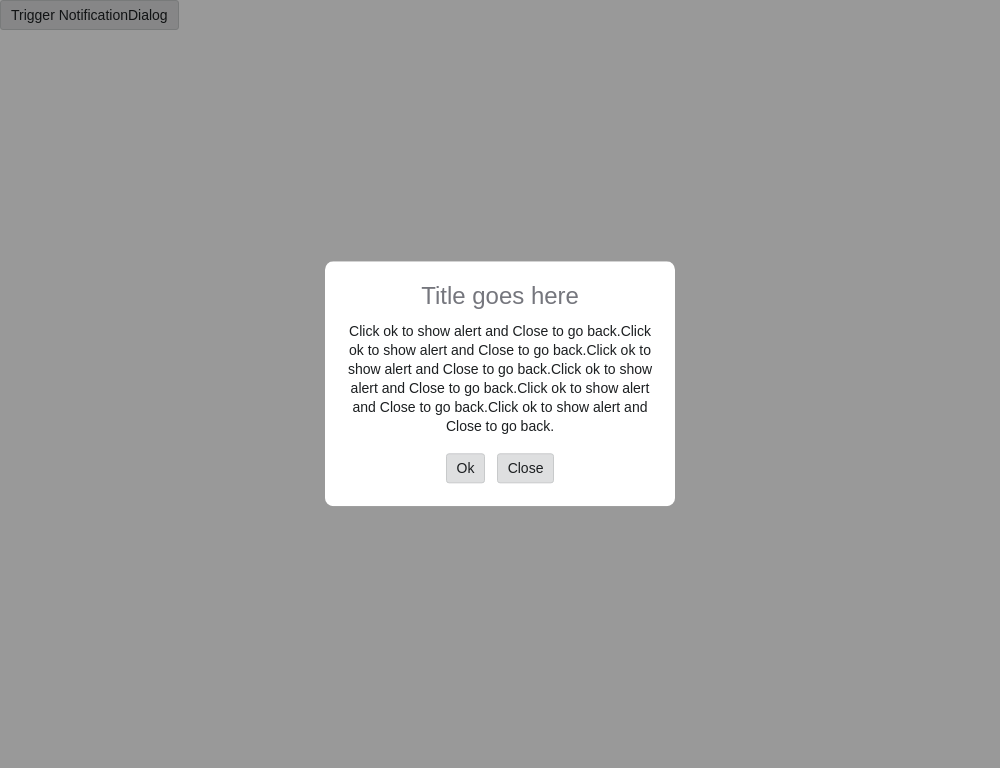 Trigger NotificationDialog
Title goes here
Click ok to show alert and Close to go back.Click
ok to show alert and Close to go back.Click ok to
show alert and Close to go back.Click ok to show
alert and Close to go back.Click ok to show alert
and Close to go back.Click ok to show alert and
Close to go back.
Ok Close